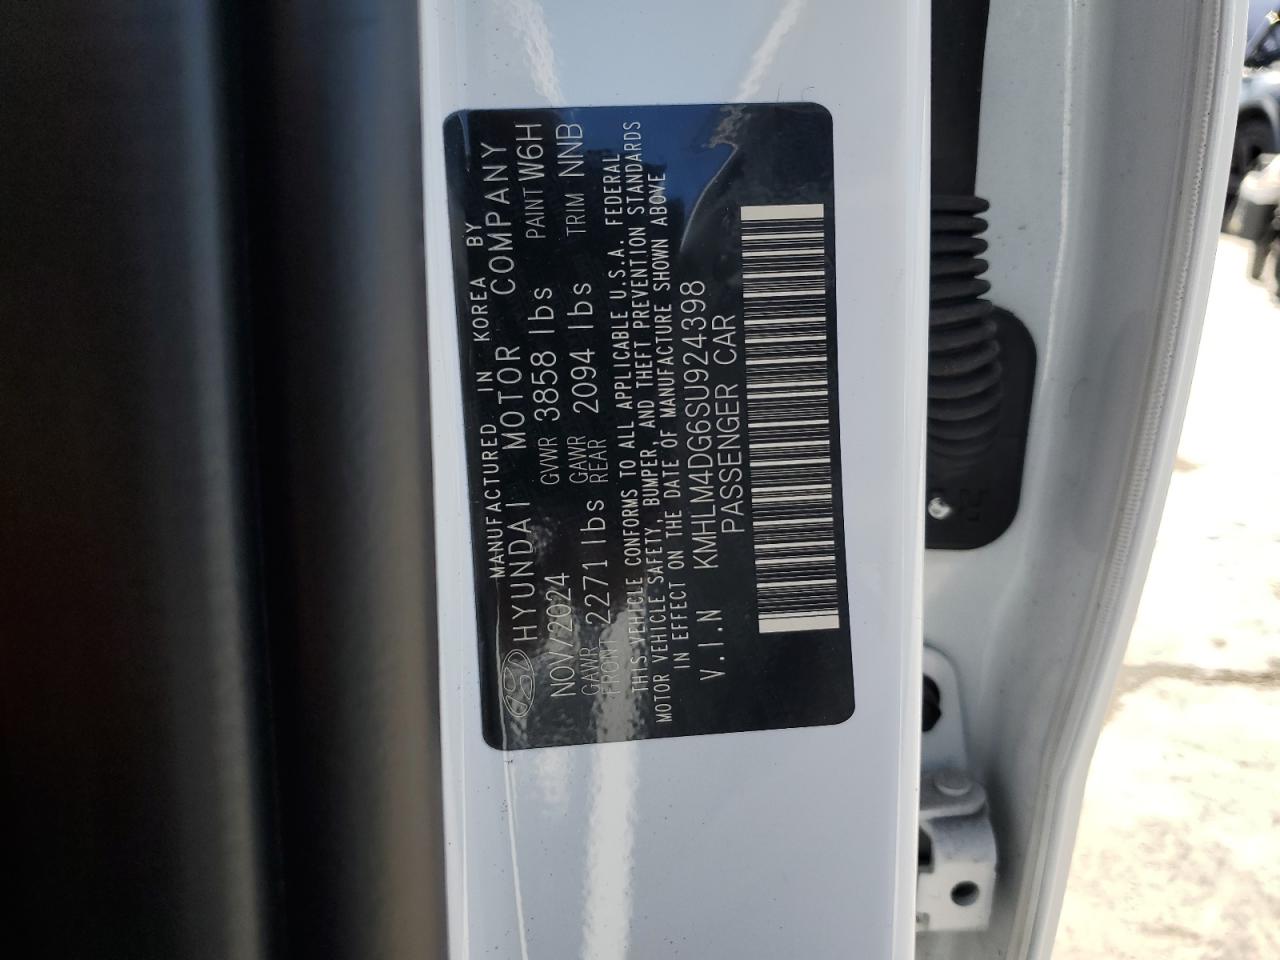 MANUFACTURED IN KOREA BY
HYUNDAI MOTOR COMPANY
NOV/2024 GVWR 3858 lbs PAINT W6H
GAWR FRONT 2271 lbs GAWR REAR 2094 lbs TRIM NNB
THIS VEHICLE CONFORMS TO ALL APPLICABLE U.S.A. FEDERAL
MOTOR VEHICLE SAFETY, BUMPER, AND THEFT PREVENTION STANDARDS
IN EFFECT ON THE DATE OF MANUFACTURE SHOWN ABOVE
V.I.N KMHLM4DG6SU924398
PASSENGER CAR